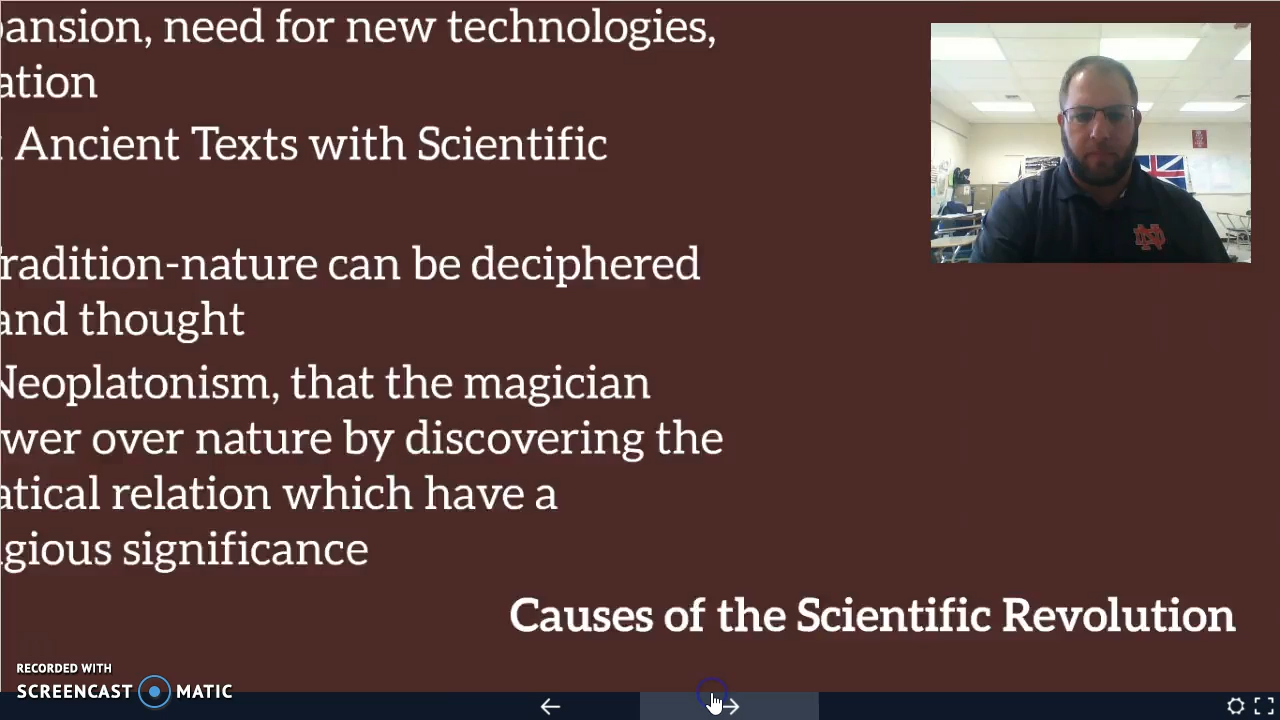 ansion, need for new technologies,
ation
Ancient Texts with Scientific
radition-nature can be deciphered
and thought
Neoplatonism, that the magician
wer over nature by discovering the
atical relation which have a
gious significance
Causes of the Scientific Revolution
RECORDED WITH
SCREENCAST MATIC